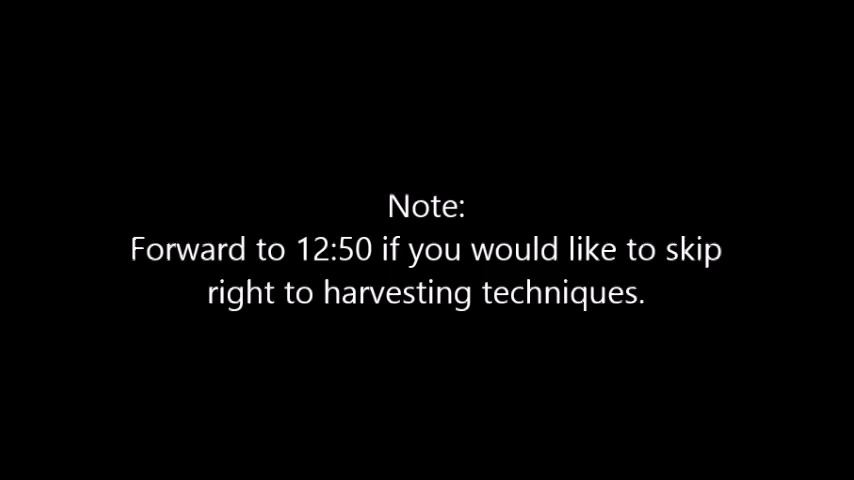 Note:
Forward to 12:50 if you would like to skip
right to harvesting techniques.